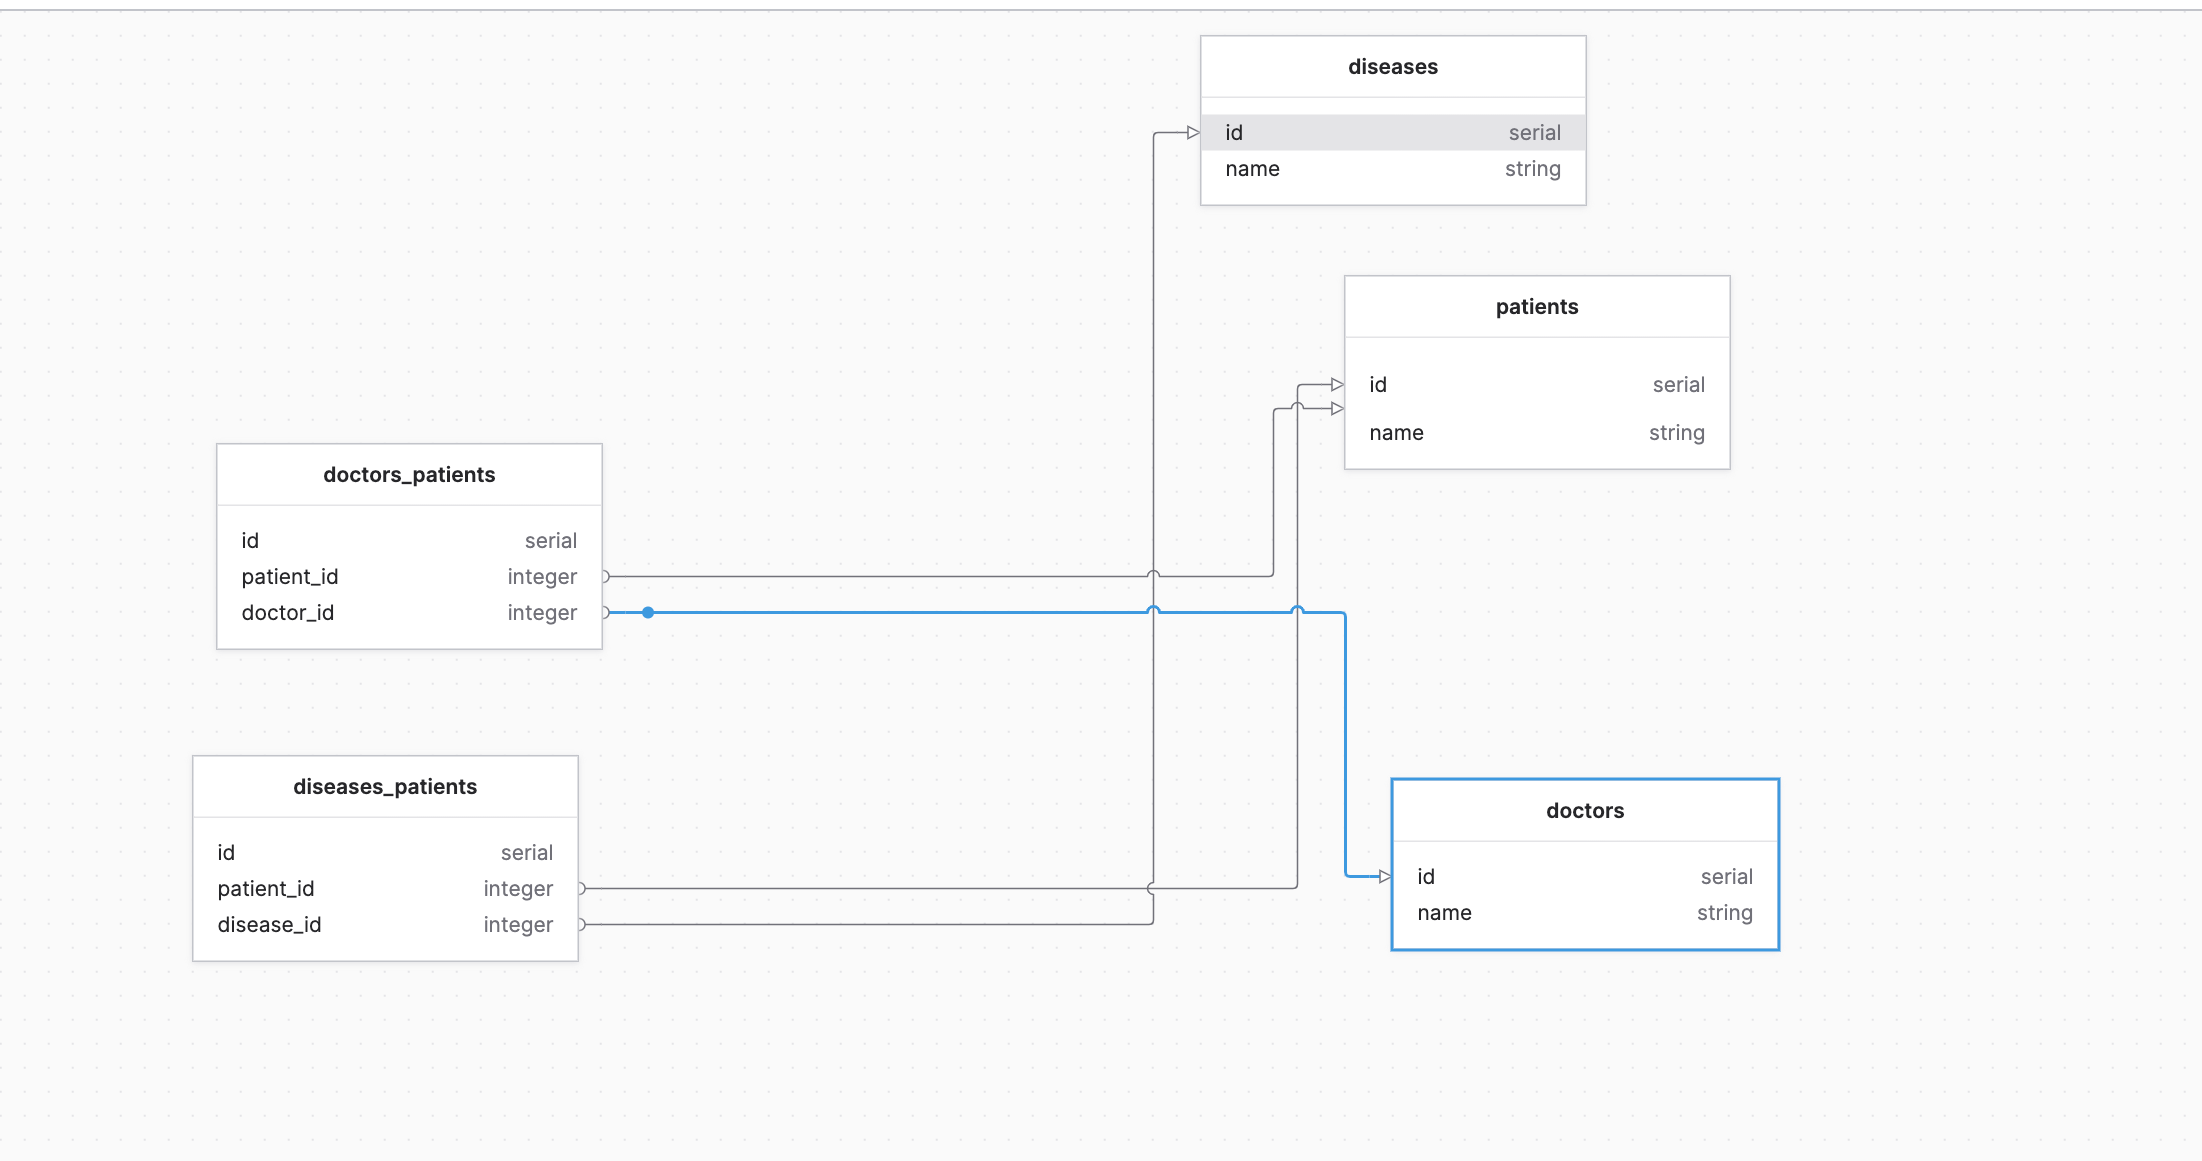 diseases
id serial
name string
patients
id serial
name string
doctors_patients
id serial
patient_id integer
doctor_id integer
diseases_patients
id serial
patient_id integer
disease_id integer
doctors
id serial
name string